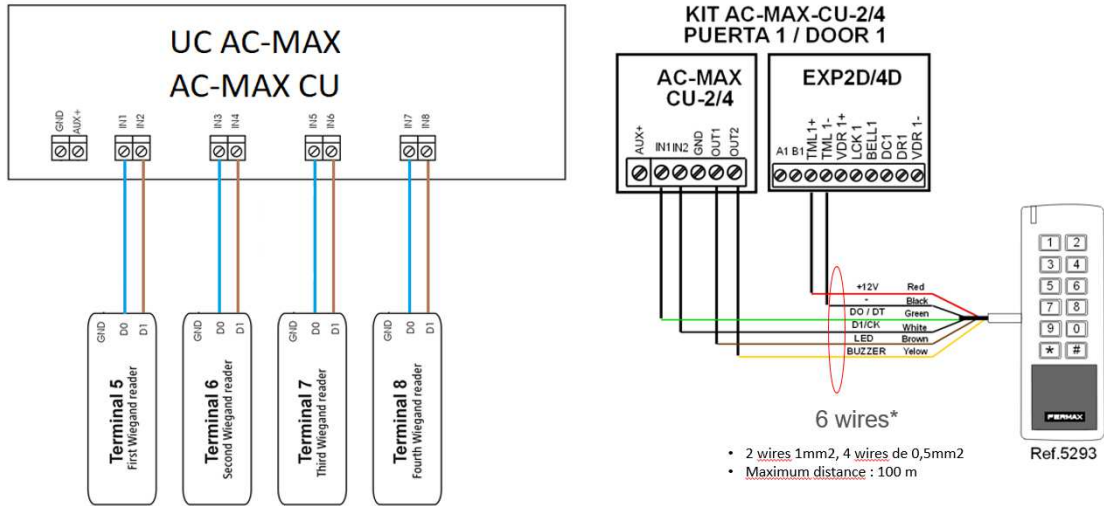 UC AC-MAX
AC-MAX CU
GND
AUX+
IN1
IN2
IN3
IN4
IN5
IN6
IN7
IN8
GND
D0
D1
Terminal 5
First Wiegand reader
GND
D0
D1
Terminal 6
Second Wiegand reader
GND
D0
D1
Terminal 7
Third Wiegand reader
GND
D0
D1
Terminal 8
Fourth Wiegand reader
KIT AC-MAX-CU-2/4
PUERTA 1 / DOOR 1
AC-MAX
CU-2/4
AUX+
IN1
IN2
GND
OUT1
OUT2
EXP2D/4D
A1
B1
TML1+
TML 1-
VDR 1+
LCK 1
BELL1
DC1
DR1
VDR 1-
+12V Red
- Black
DO / DT Green
D1/CK White
LED Brown
BUZZER Yelow
6 wires*
• 2 wires 1mm2, 4 wires de 0,5mm2
• Maximum distance : 100 m
1 2
3 4
5 6
7 8
9 0
* #
FERMAX
Ref.5293